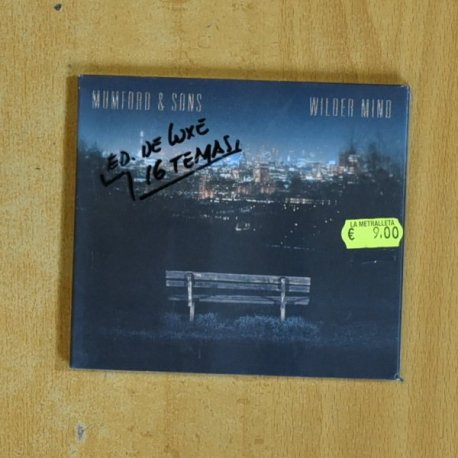 MUMFORD & SONS
WILDER MIND
ED. DE LUXE
16 TEMAS
LA METRALLETA
€ 9.00